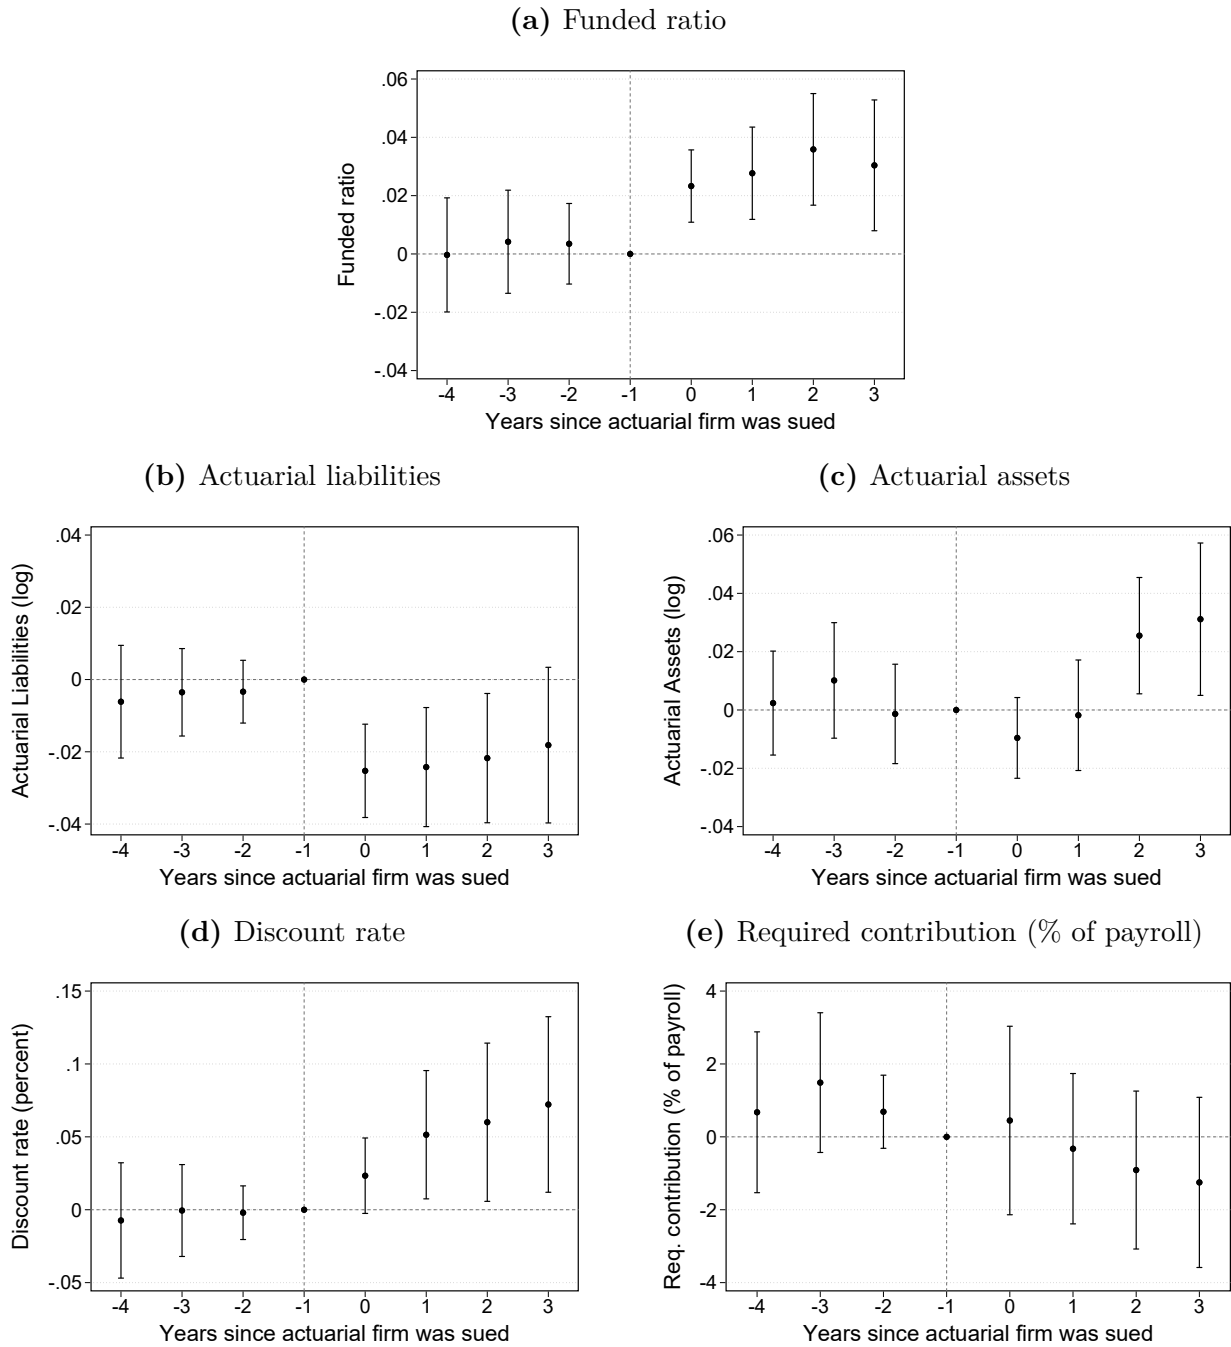 (a) Funded ratio
Funded ratio
.06
.04
.02
0
-.02
-.04
-4 -3 -2 -1 0 1 2 3
Years since actuarial firm was sued
(b) Actuarial liabilities
Actuarial Liabilities (log)
.04
.02
0
-.02
-.04
-4 -3 -2 -1 0 1 2 3
Years since actuarial firm was sued
(c) Actuarial assets
Actuarial Assets (log)
.06
.04
.02
0
-.02
-.04
-4 -3 -2 -1 0 1 2 3
Years since actuarial firm was sued
(d) Discount rate
Discount rate (percent)
.15
.1
.05
0
-.05
-4 -3 -2 -1 0 1 2 3
Years since actuarial firm was sued
(e) Required contribution (% of payroll)
Req. contribution (% of payroll)
4
2
0
-2
-4
-4 -3 -2 -1 0 1 2 3
Years since actuarial firm was sued